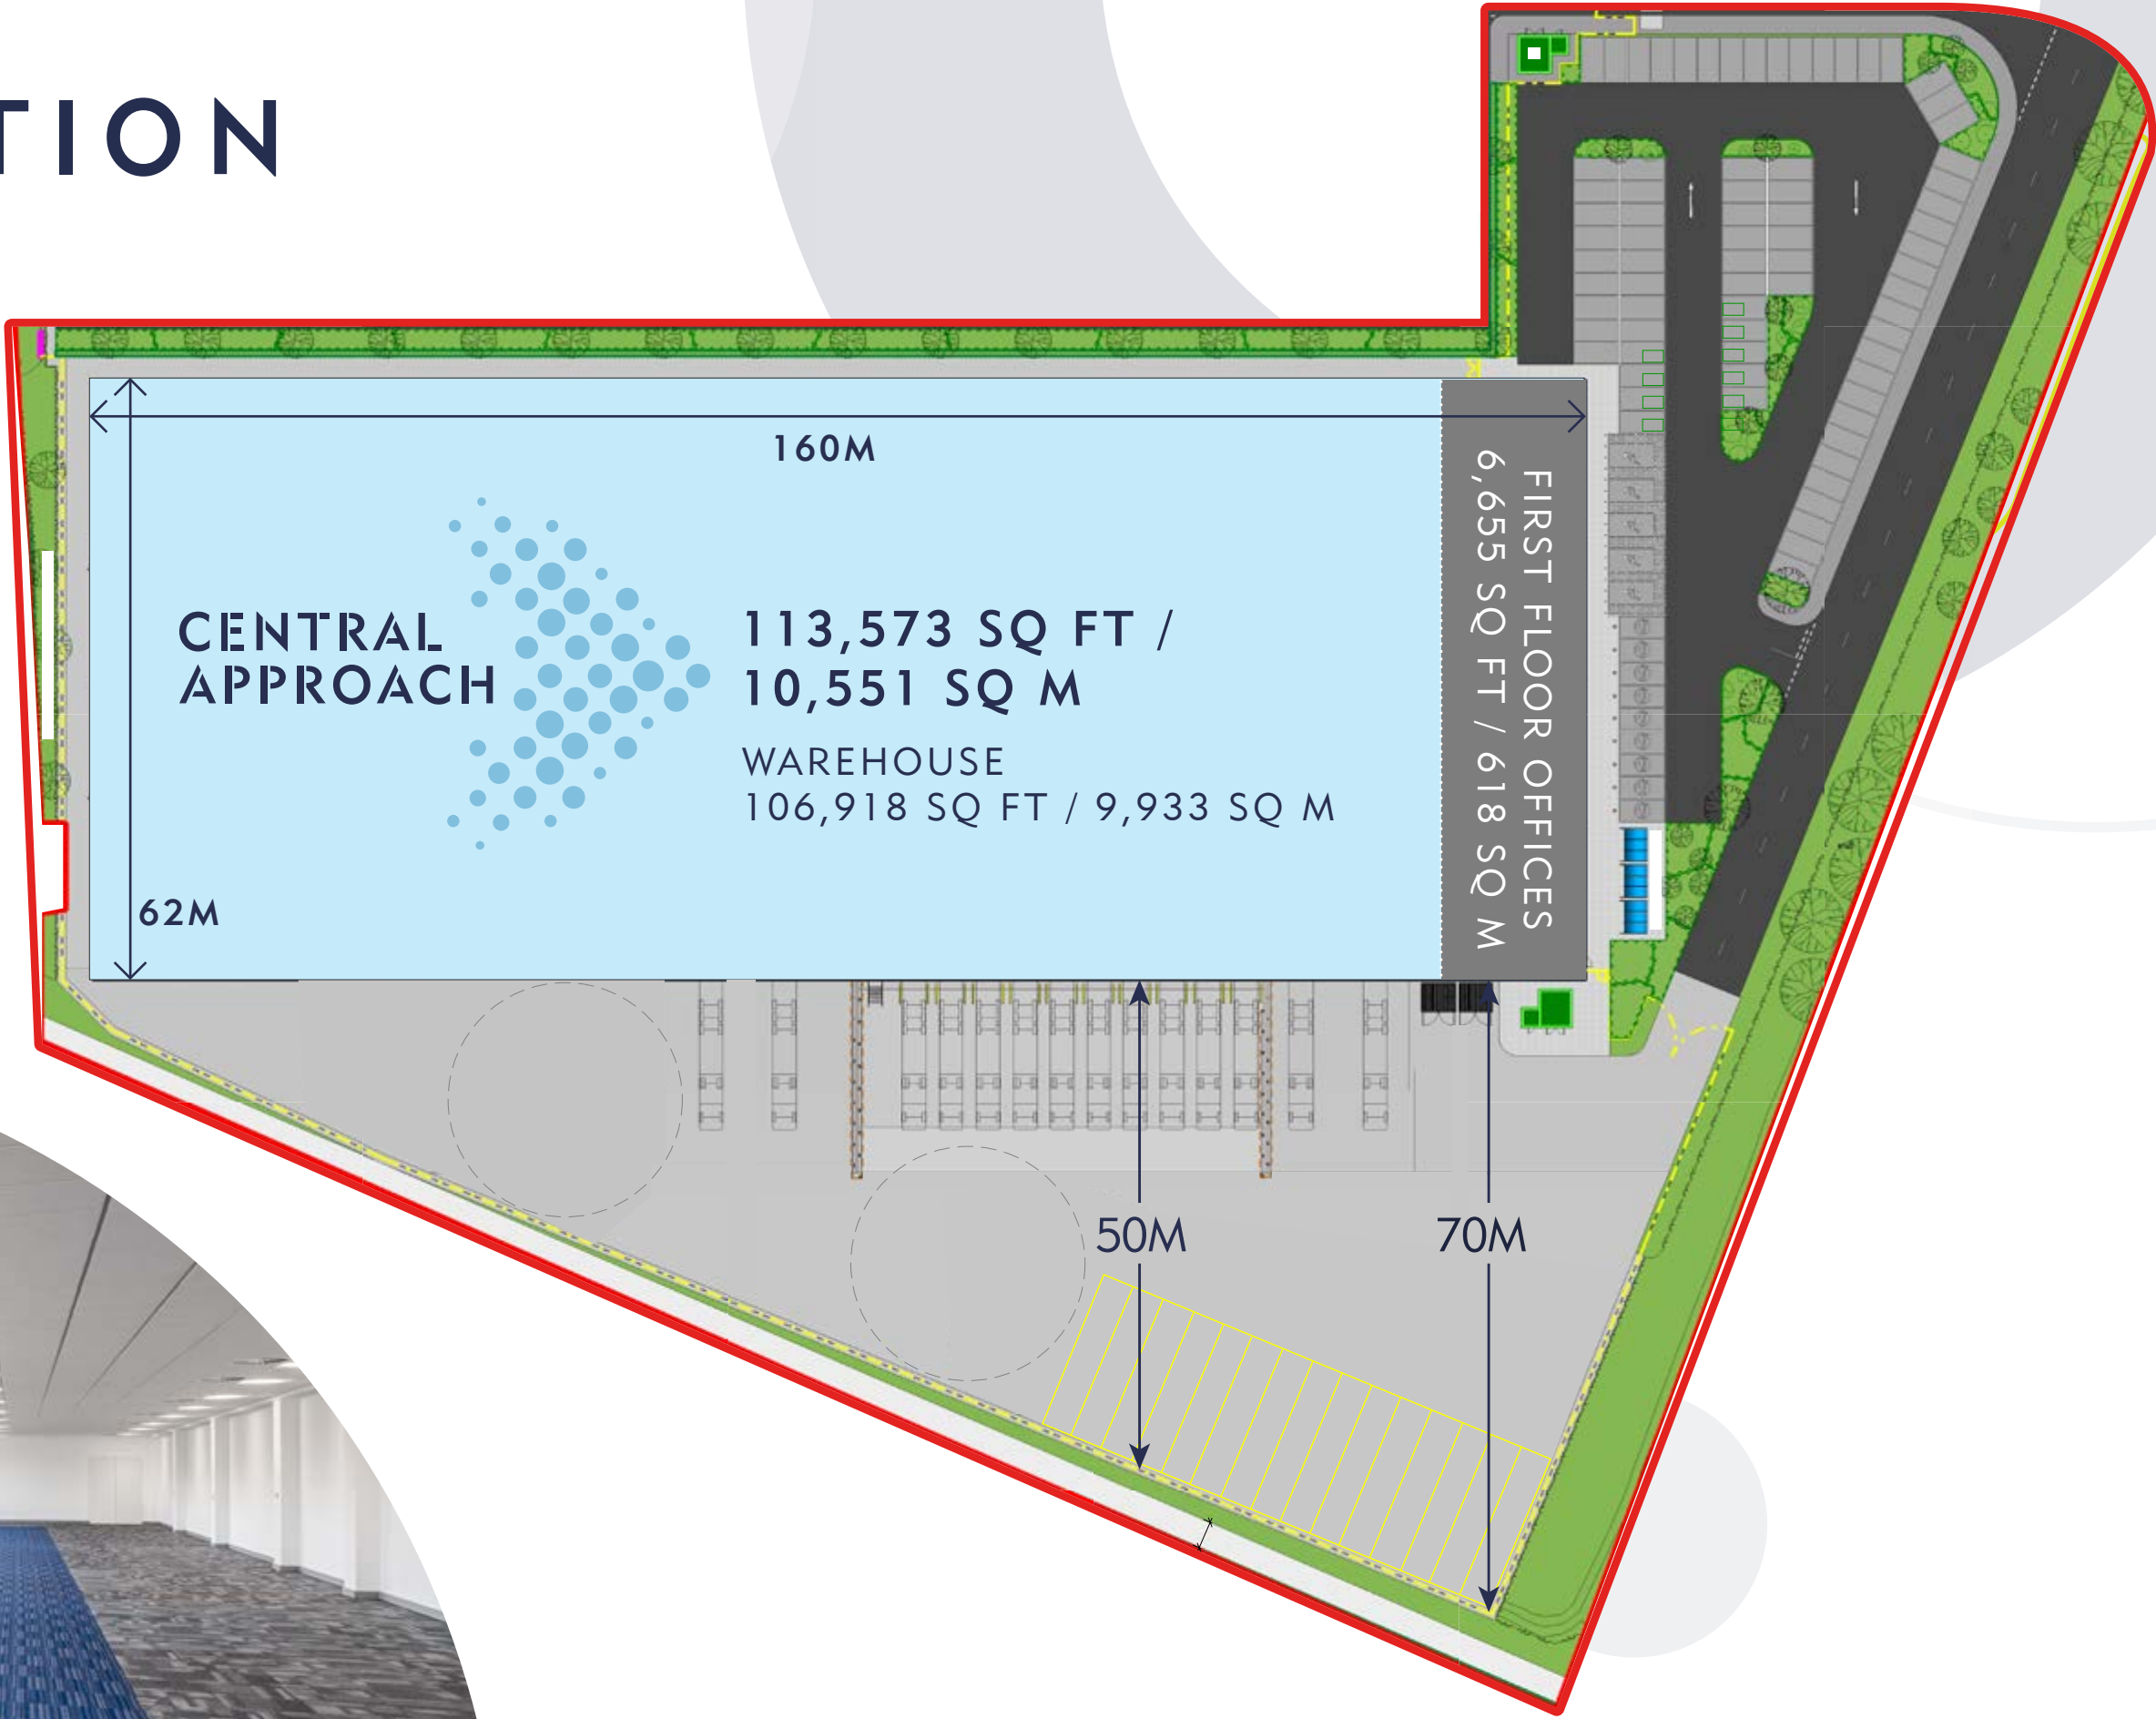 TION
160M
CENTRAL
APPROACH
113,573 SQ FT /
10,551 SQ M
WAREHOUSE
106,918 SQ FT / 9,933 SQ M
62M
FIRST FLOOR OFFICES
6,655 SQ FT / 618 SQ M
50M
70M